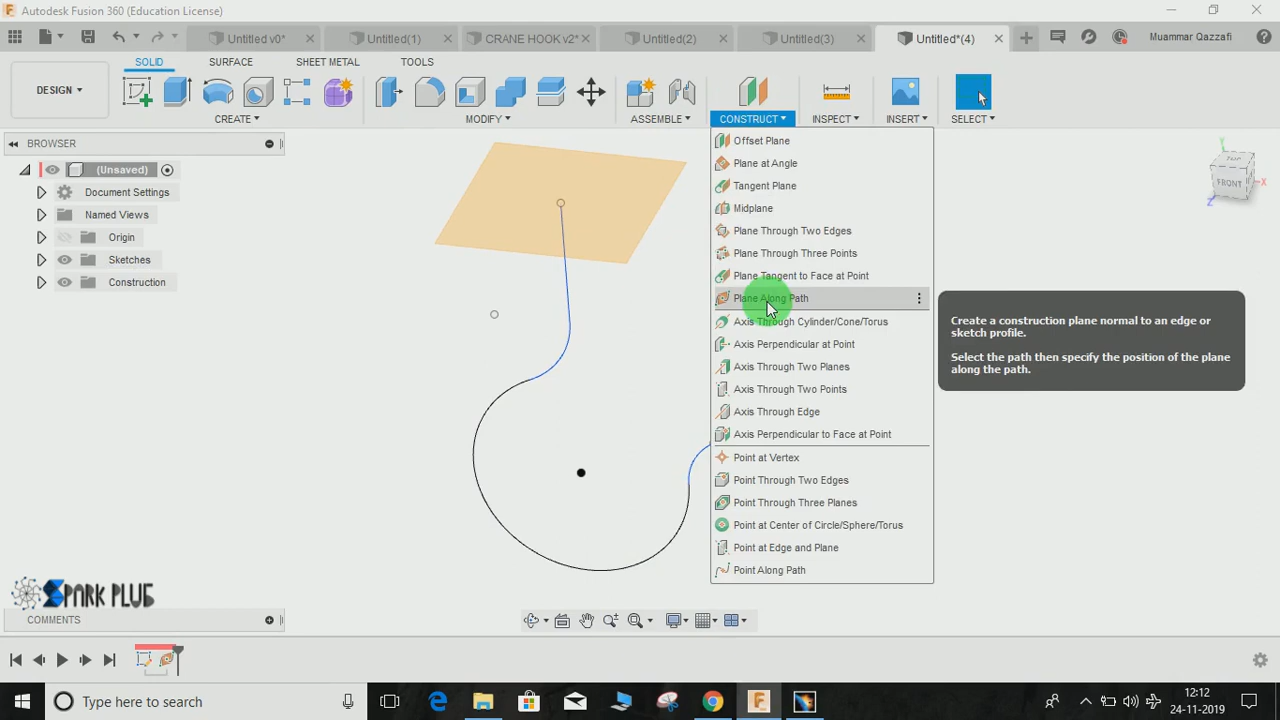 Autodesk Fusion 360 (Education License)
Untitled v0*
Untitled(1)
CRANE HOOK v2*
Untitled(2)
Untitled(3)
Untitled*(4)
Muammar Qazzafi
SOLID
SURFACE
SHEET METAL
TOOLS
DESIGN
CREATE
MODIFY
ASSEMBLE
CONSTRUCT
INSPECT
INSERT
SELECT
BROWSER
(Unsaved)
Document Settings
Named Views
Origin
Sketches
Construction
Offset Plane
Plane at Angle
Tangent Plane
Midplane
Plane Through Two Edges
Plane Through Three Points
Plane Tangent to Face at Point
Plane Along Path
Axis Through Cylinder/Cone/Torus
Axis Perpendicular at Point
Axis Through Two Planes
Axis Through Two Points
Axis Through Edge
Axis Perpendicular to Face at Point
Point at Vertex
Point Through Two Edges
Point Through Three Planes
Point at Center of Circle/Sphere/Torus
Point at Edge and Plane
Point Along Path
Create a construction plane normal to an edge or
sketch profile.
Select the path then specify the position of the plane
along the path.
Y
TOP
FRONT
X
Z
SPARK PLUG
COMMENTS
Type here to search
12:12
24-11-2019